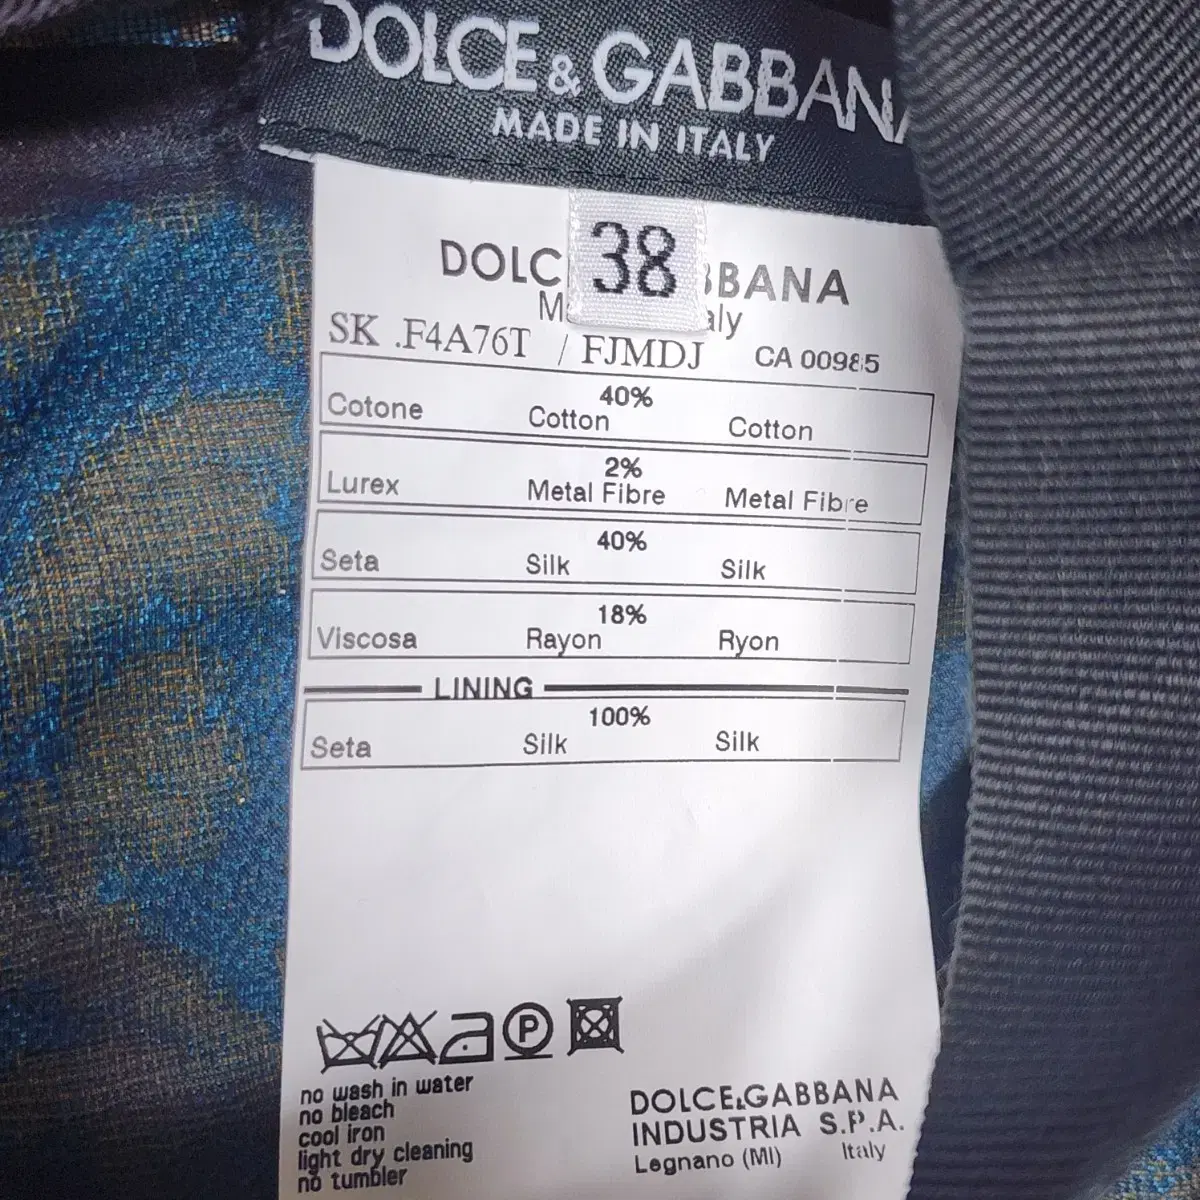 DOLCE & GABBANA
MADE IN ITALY
38
DOLC BBANA
M aly
SK .F4A76T / FJMDJ CA 00985
40%
Cotone Cotton Cotton
2%
Lurex Metal Fibre Metal Fibre
40%
Seta Silk Silk
18%
Viscosa Rayon Ryon
LINING
100%
Seta Silk Silk
P
no wash in water
no bleach
cool iron
light dry cleaning
no tumbler
DOLCE&GABBANA
INDUSTRIA S.P.A.
Legnano (MI) Italy